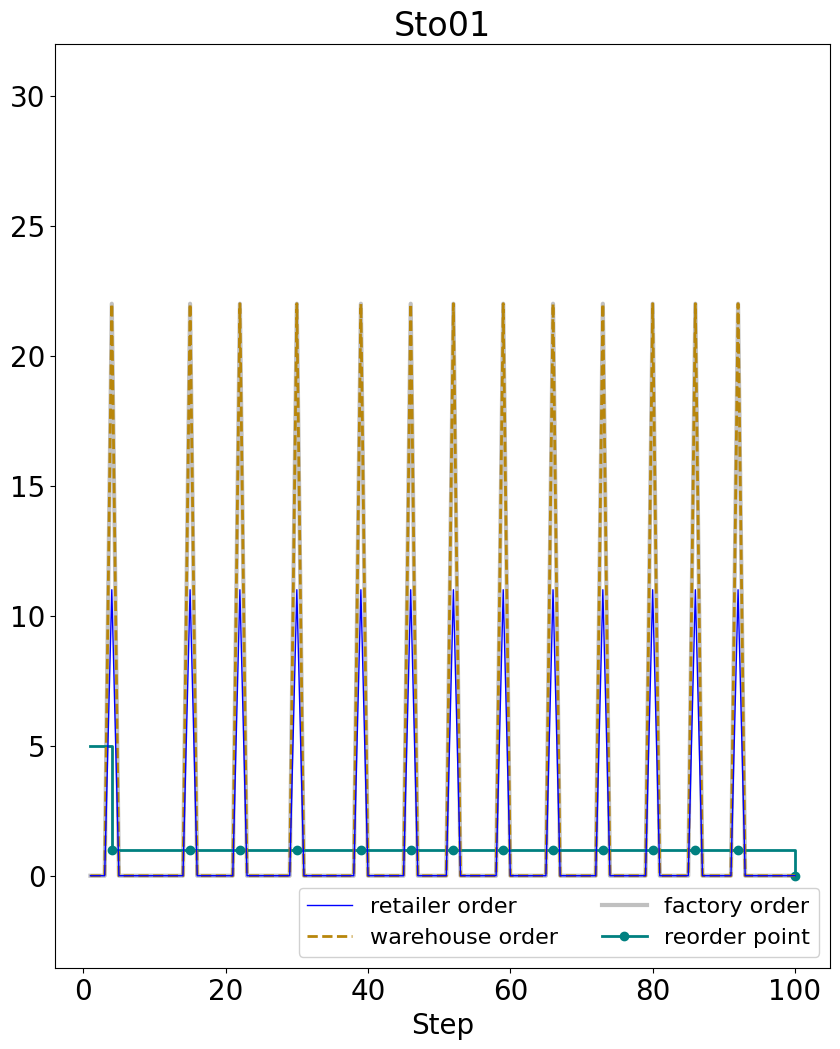 Sto01
30
25
20
15
10
5
0
retailer order
warehouse order
factory order
reorder point
0 20 40 60 80 100
Step